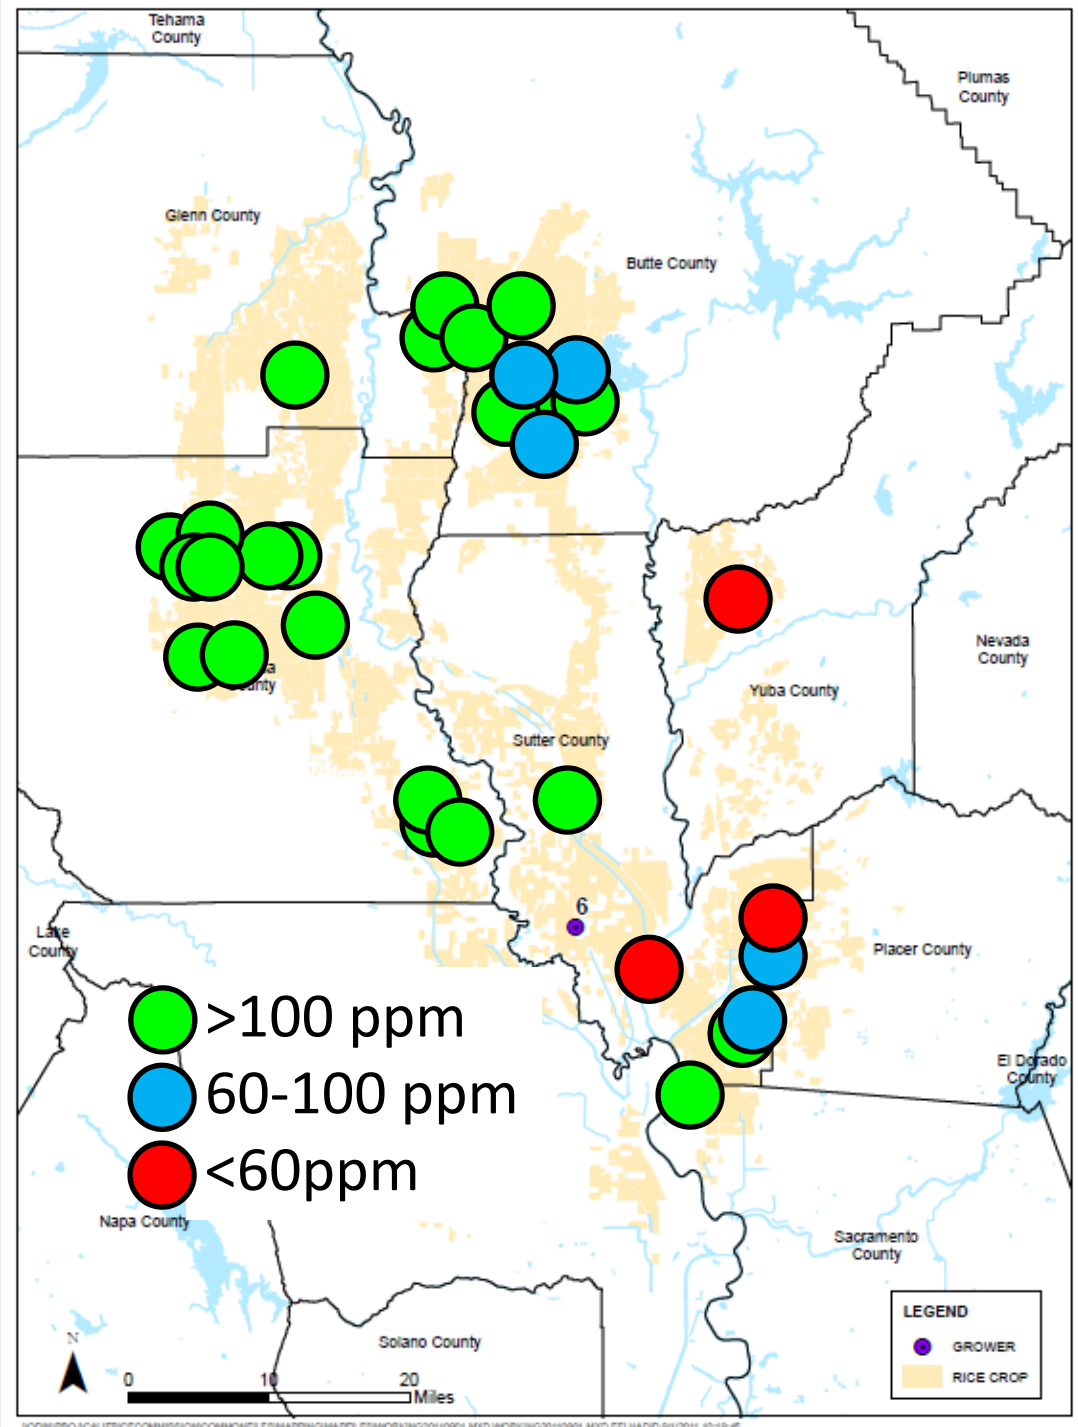 Tehama
County
Plumas
County
Glenn County
Butte County
Nevada
County
Yuba County
Sutter County
6
Lake
County
Placer County
>100 ppm
60-100 ppm
<60ppm
El Dorado
County
Napa County
Sacramento
County
Solano County
LEGEND
GROWER
RICE CROP
N
0 10 20
Miles